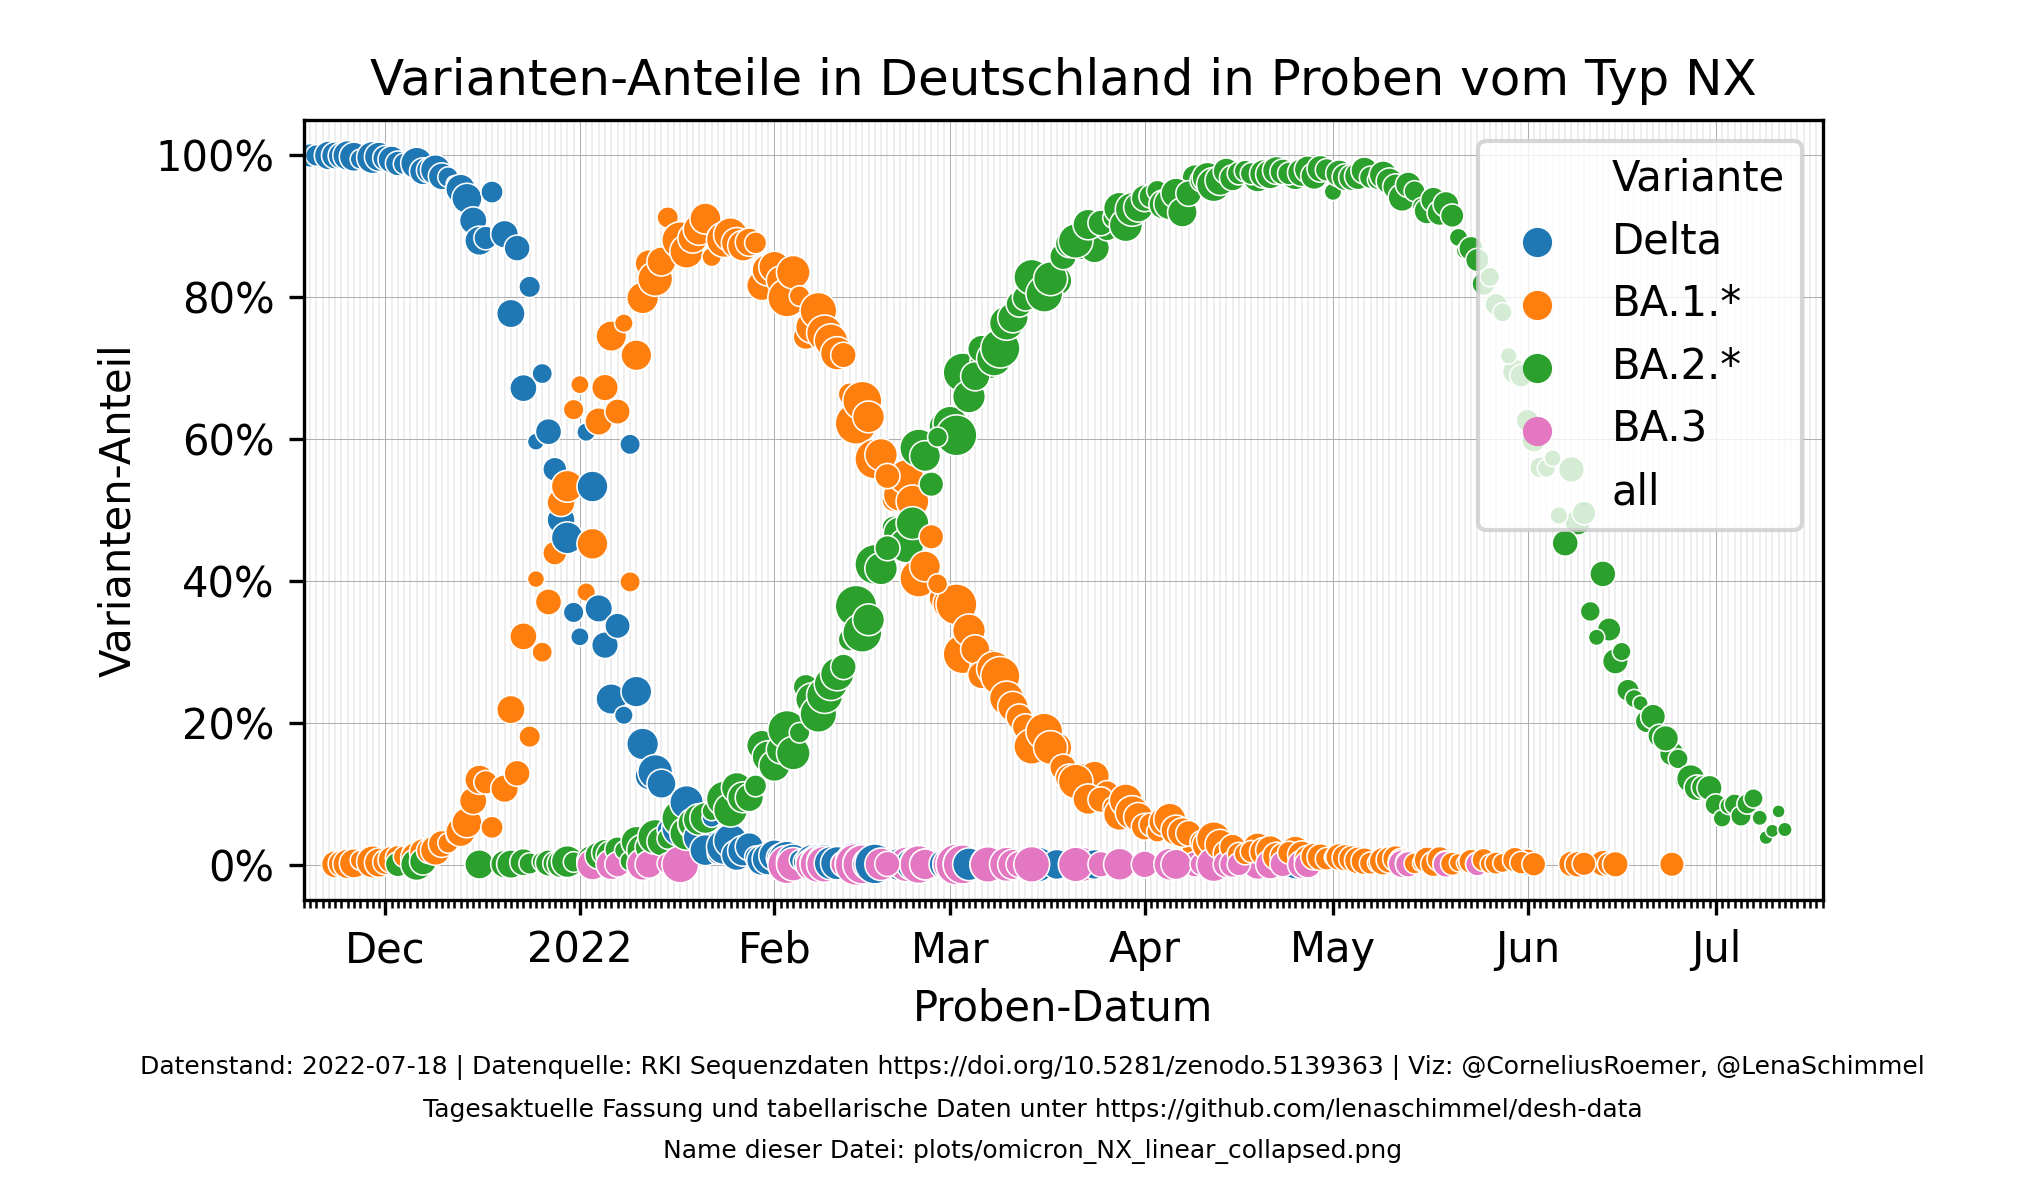 Varianten-Anteile in Deutschland in Proben vom Typ NX
Varianten-Anteil
100%
80%
60%
40%
20%
0%
Variante
Delta
BA.1.*
BA.2.*
BA.3
all
Dec 2022 Feb Mar Apr May Jun Jul
Proben-Datum
Datenstand: 2022-07-18 | Datenquelle: RKI Sequenzdaten https://doi.org/10.5281/zenodo.5139363 | Viz: @CorneliusRoemer, @LenaSchimmel
Tagesaktuelle Fassung und tabellarische Daten unter https://github.com/lenaschimmel/desh-data
Name dieser Datei: plots/omicron_NX_linear_collapsed.png